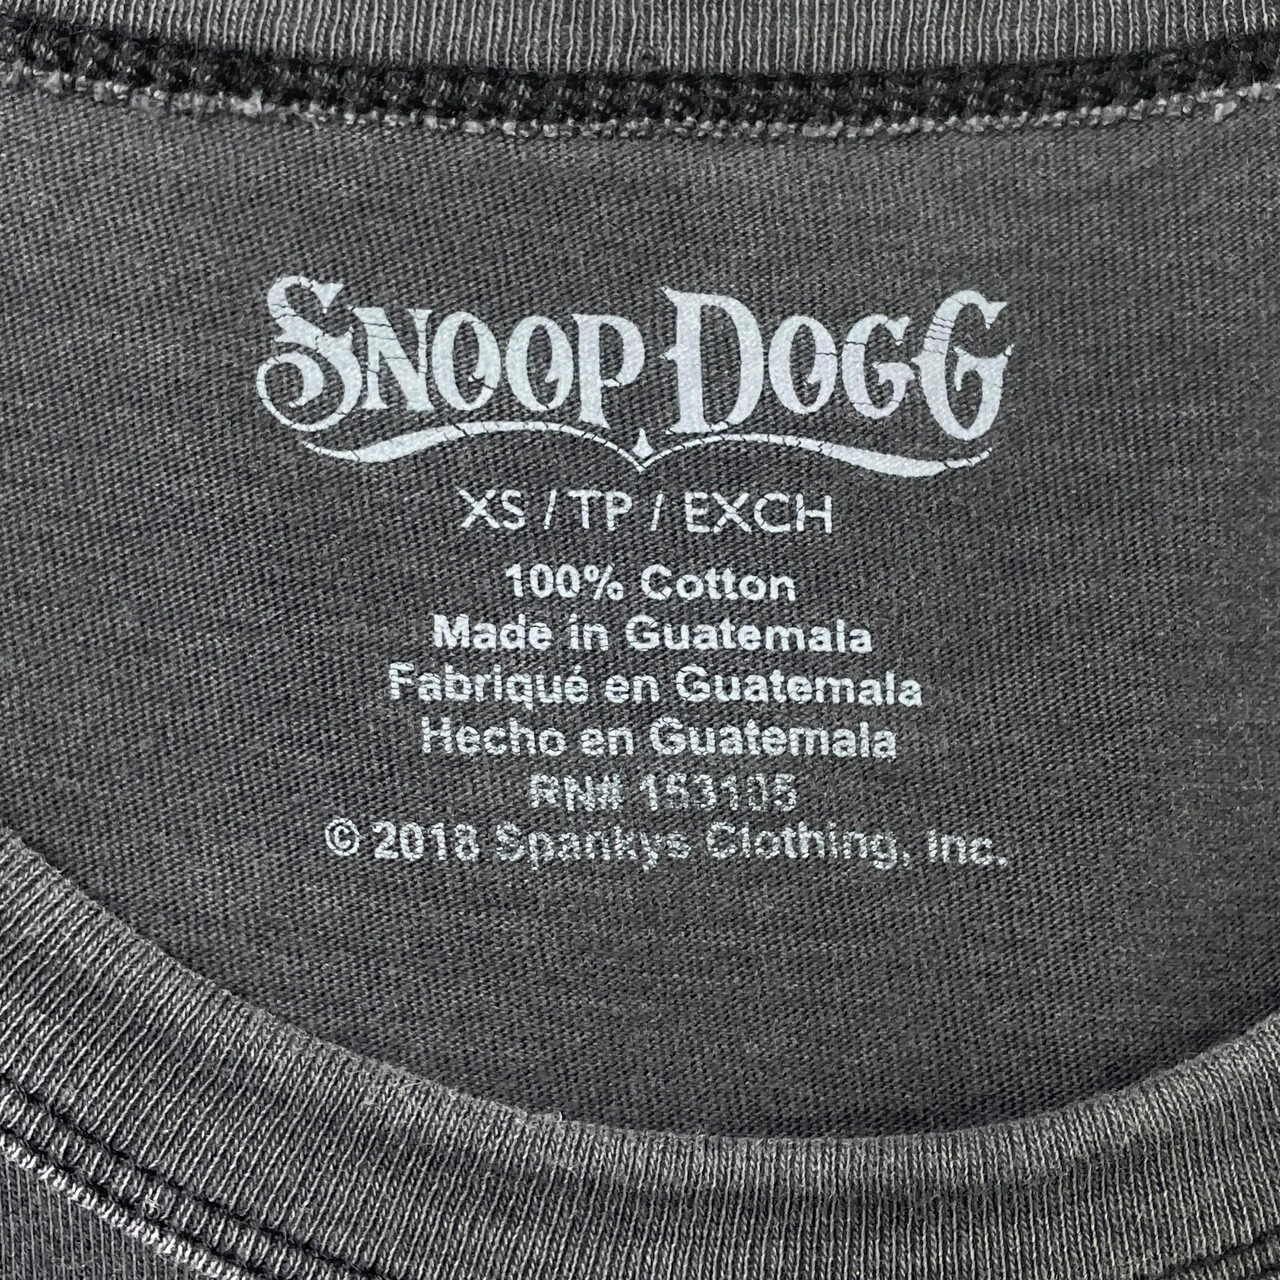 SNOOP DOGG
XS / TP / EXCH
100% Cotton
Made in Guatemala
Fabriqué en Guatemala
Hecho en Guatemala
RN# 153105
© 2018 Spankys Clothing, Inc.